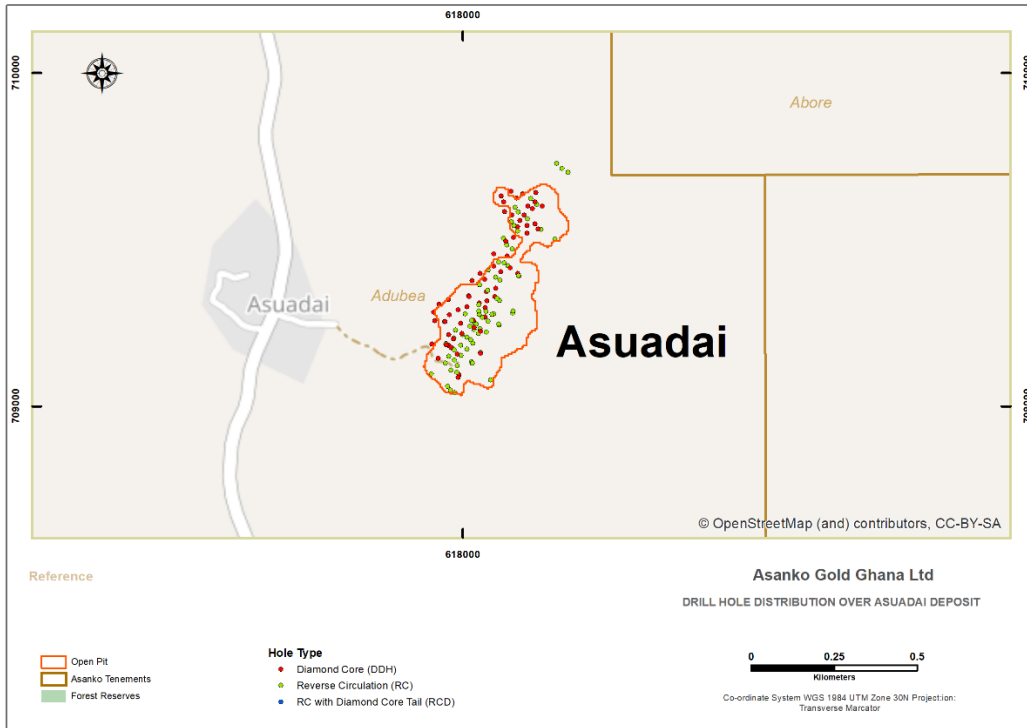 618000
710000
710000
Abore
Adubea
Asuadai
Asuadai
709000
709000
© OpenStreetMap (and) contributors, CC-BY-SA
618000
Reference
Asanko Gold Ghana Ltd
DRILL HOLE DISTRIBUTION OVER ASUADAI DEPOSIT
Open Pit
Asanko Tenements
Forest Reserves
Hole Type
Diamond Core (DDH)
Reverse Circulation (RC)
RC with Diamond Core Tail (RCD)
0 0.25 0.5
Kilometers
Co-ordinate System WGS 1984 UTM Zone 30N Projection:
Transverse Marcator